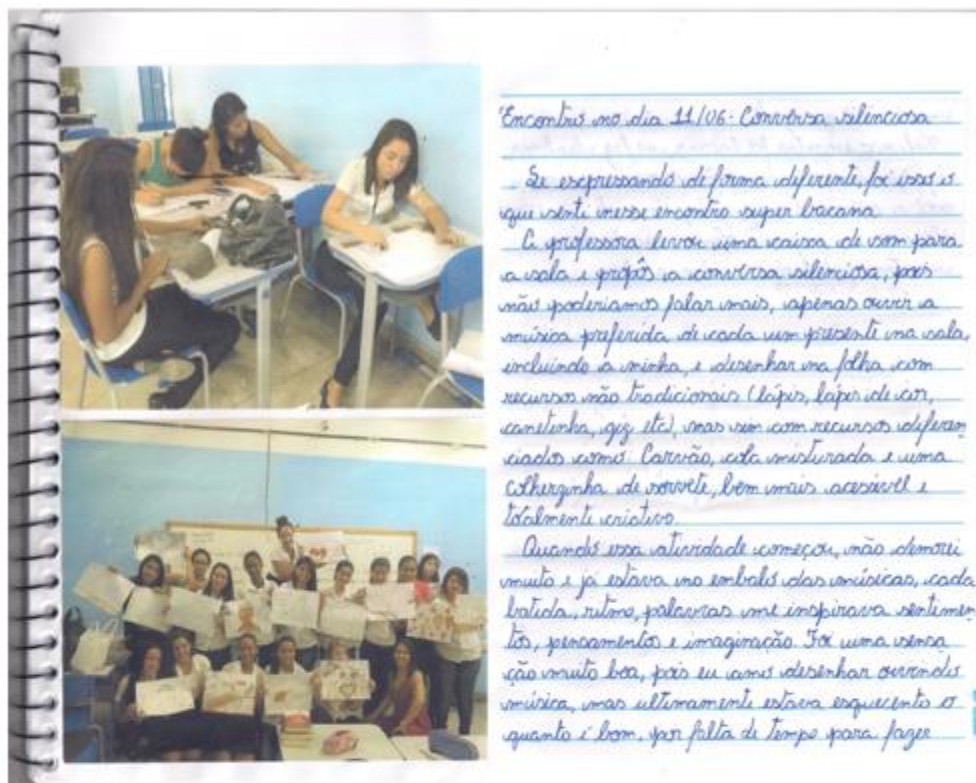 Encontro no dia 11/06 - Conversa silenciosa
Se escpressando de forma diferente, foi isso o
que senti nesse encontro super bacana
A professora levou uma caixa de som para
a sala e propôs a conversa silenciosa, pois
não poderiamos falar mais, apenas ouvir a
música preferida de cada um presente na sala,
incluindo a minha, e desenhar na folha com
recursos não tradicionais (lápis, lápis de cor,
canetinha, giz etc), mas sim com recursos diferen
ciados como: Carvão, cola misturada e uma
colherzinha de sorvete, bem mais acessível e
totalmente criativo.
Quando essa atividade começou, não demorei
muito e já estava no embalo das músicas, cada
batida, ritmo, palavras me inspirava sentimen
tos, pensamentos e imaginação. Foi uma sensa
ção muito boa, pois eu amo desenhar ouvindo
música, mas ultimamente estava esquecento o
quanto é bom, por falta de tempo para fazer